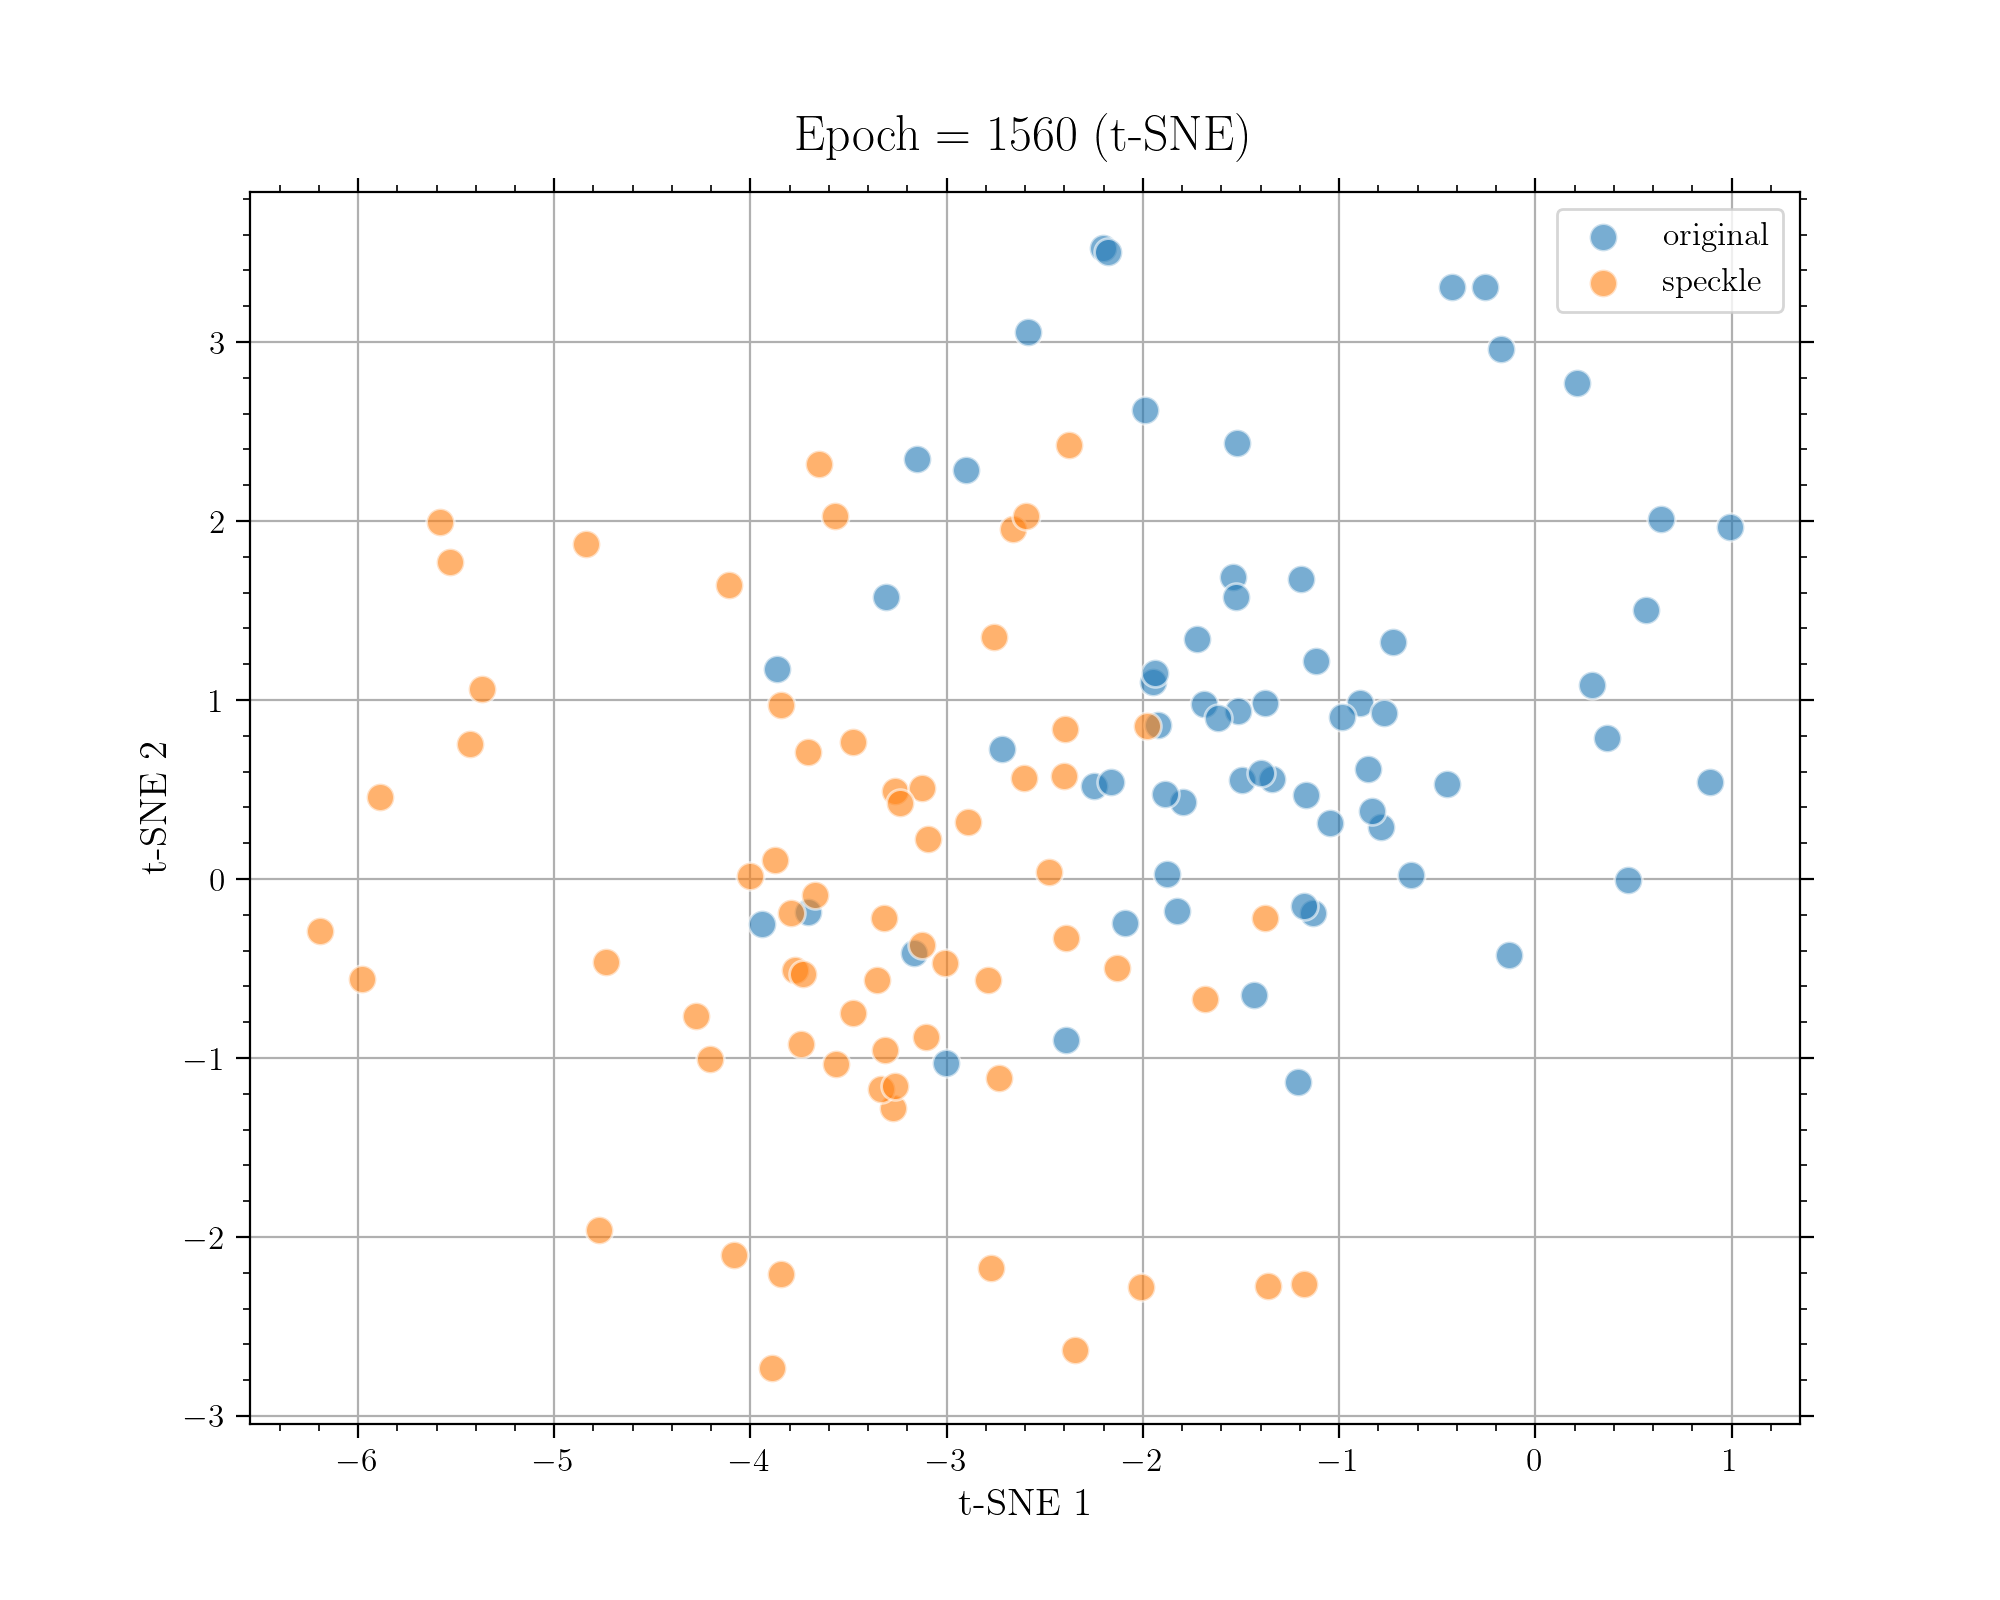 Epoch = 1560 (t-SNE)
original
speckle
3
2
1
0
−1
−2
−3
t-SNE 2
−6 −5 −4 −3 −2 −1 0 1
t-SNE 1